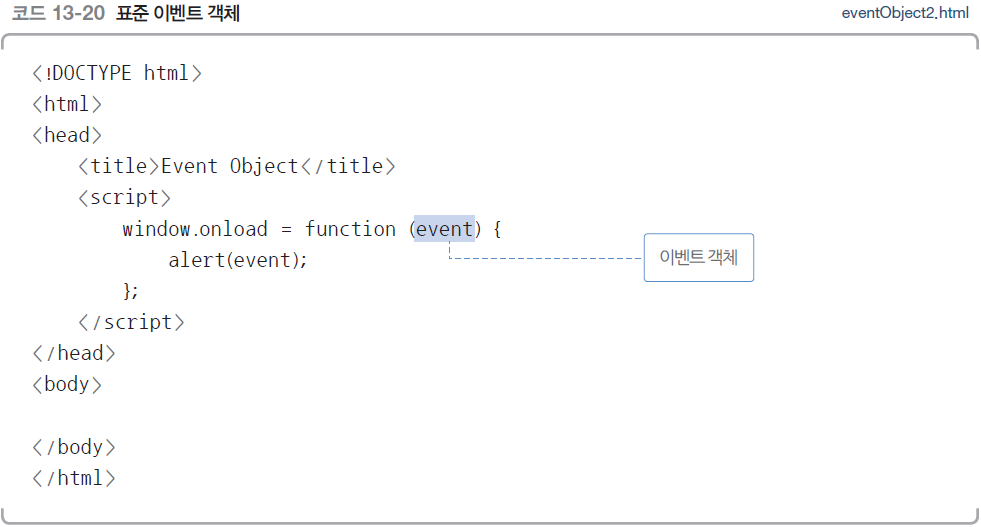 코드 13-20 표준 이벤트 객체 eventObject2.html
<!DOCTYPE html>
<html>
<head>
    <title>Event Object</title>
    <script>
        window.onload = function (event) {
            alert(event);
이벤트 객체
        };
    </script>
</head>
<body>

</body>
</html>